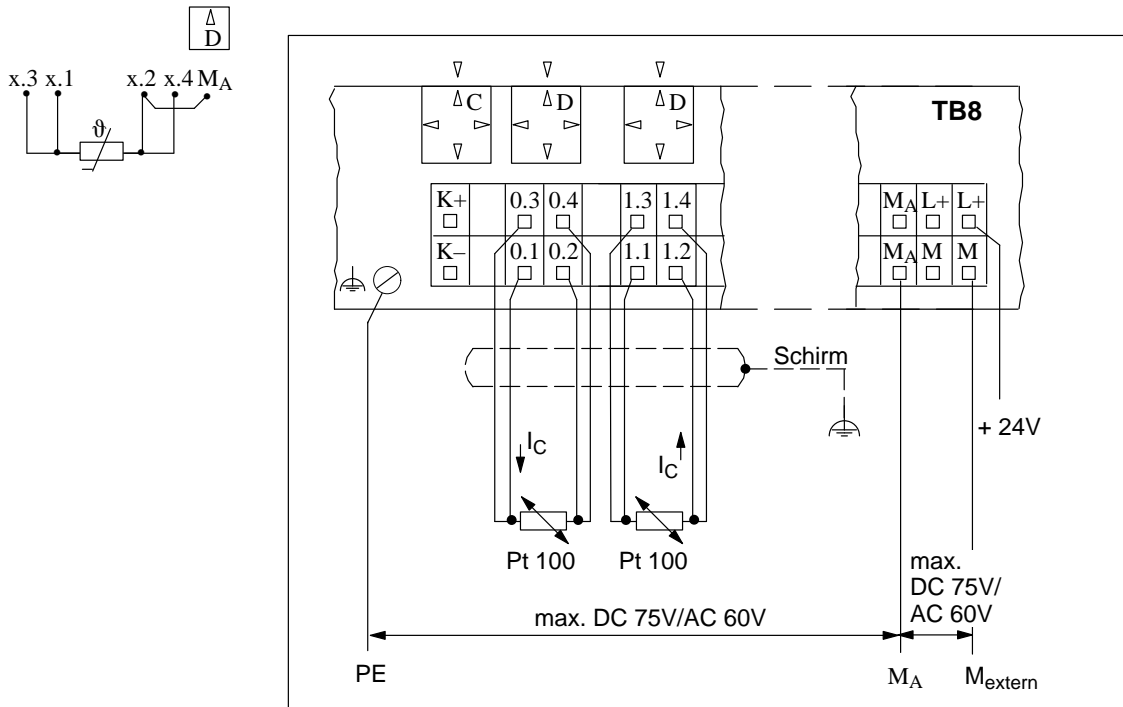 D
x.3 x.1 x.2 x.4 MA
ϑ
C D D
TB8
K+ 0.3 0.4 1.3 1.4 MA L+ L+
K– 0.1 0.2 1.1 1.2 MA M M
Schirm
+ 24V
IC IC
Pt 100 Pt 100
max.
DC 75V/
AC 60V
max. DC 75V/AC 60V
PE MA Mextern